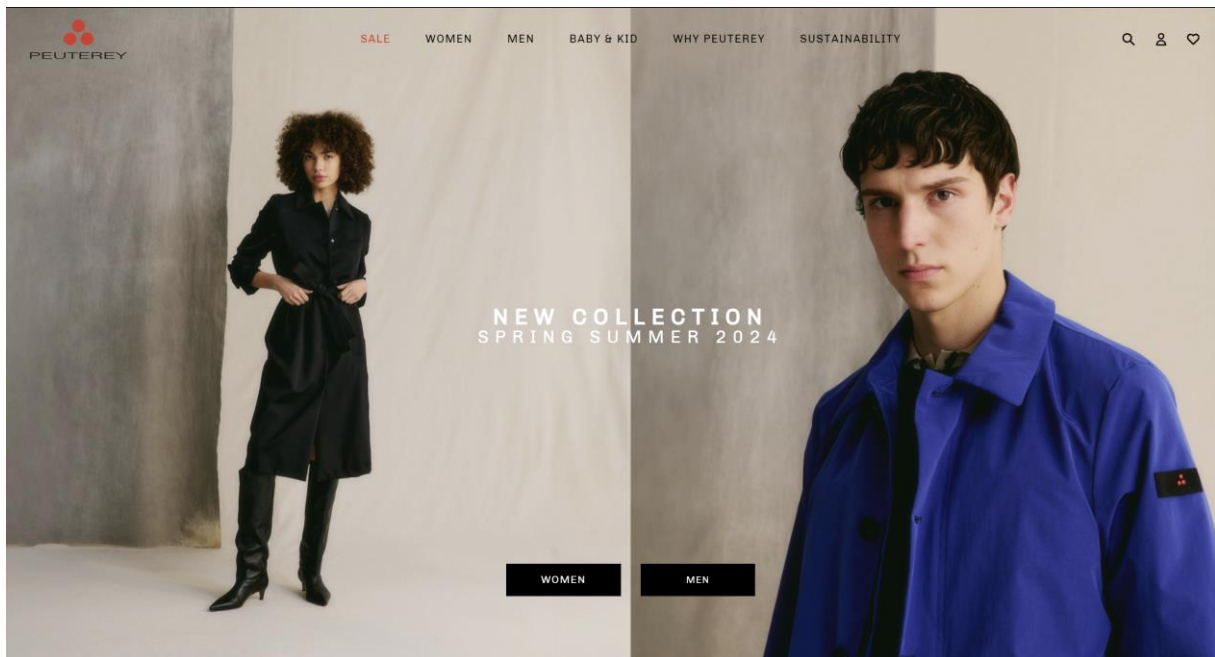 PEUTEREY
SALE WOMEN MEN BABY & KID WHY PEUTEREY SUSTAINABILITY
NEW COLLECTION
SPRING SUMMER 2024
WOMEN MEN